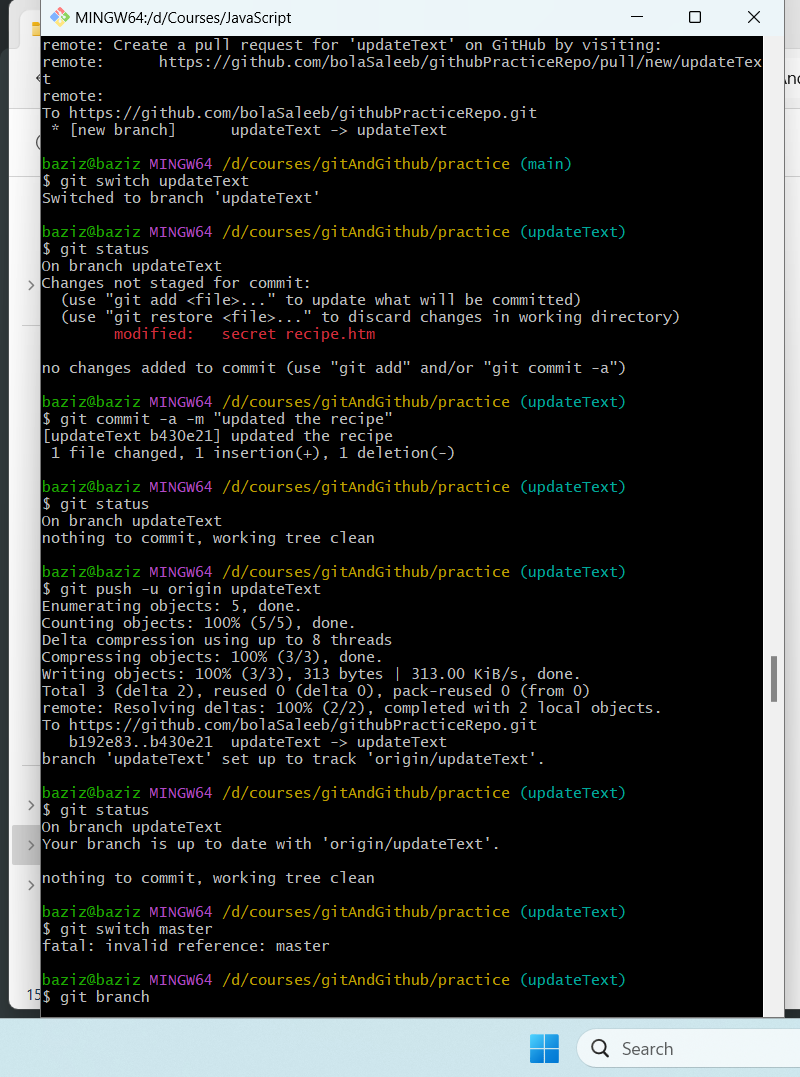 MINGW64:/d/Courses/JavaScript
remote: Create a pull request for 'updateText' on GitHub by visiting:
remote:      https://github.com/bolaSaleeb/githubPracticeRepo/pull/new/updateTex
t
remote:
To https://github.com/bolaSaleeb/githubPracticeRepo.git
 * [new branch]      updateText -> updateText

baziz@baziz MINGW64 /d/courses/gitAndGithub/practice (main)
$ git switch updateText
Switched to branch 'updateText'

baziz@baziz MINGW64 /d/courses/gitAndGithub/practice (updateText)
$ git status
On branch updateText
Changes not staged for commit:
  (use "git add <file>..." to update what will be committed)
  (use "git restore <file>..." to discard changes in working directory)
        modified:   secret recipe.htm

no changes added to commit (use "git add" and/or "git commit -a")

baziz@baziz MINGW64 /d/courses/gitAndGithub/practice (updateText)
$ git commit -a -m "updated the recipe"
[updateText b430e21] updated the recipe
 1 file changed, 1 insertion(+), 1 deletion(-)

baziz@baziz MINGW64 /d/courses/gitAndGithub/practice (updateText)
$ git status
On branch updateText
nothing to commit, working tree clean

baziz@baziz MINGW64 /d/courses/gitAndGithub/practice (updateText)
$ git push -u origin updateText
Enumerating objects: 5, done.
Counting objects: 100% (5/5), done.
Delta compression using up to 8 threads
Compressing objects: 100% (3/3), done.
Writing objects: 100% (3/3), 313 bytes | 313.00 KiB/s, done.
Total 3 (delta 2), reused 0 (delta 0), pack-reused 0 (from 0)
remote: Resolving deltas: 100% (2/2), completed with 2 local objects.
To https://github.com/bolaSaleeb/githubPracticeRepo.git
   b192e83..b430e21  updateText -> updateText
branch 'updateText' set up to track 'origin/updateText'.

baziz@baziz MINGW64 /d/courses/gitAndGithub/practice (updateText)
$ git status
On branch updateText
Your branch is up to date with 'origin/updateText'.

nothing to commit, working tree clean

baziz@baziz MINGW64 /d/courses/gitAndGithub/practice (updateText)
$ git switch master
fatal: invalid reference: master

baziz@baziz MINGW64 /d/courses/gitAndGithub/practice (updateText)
$ git branch
Search